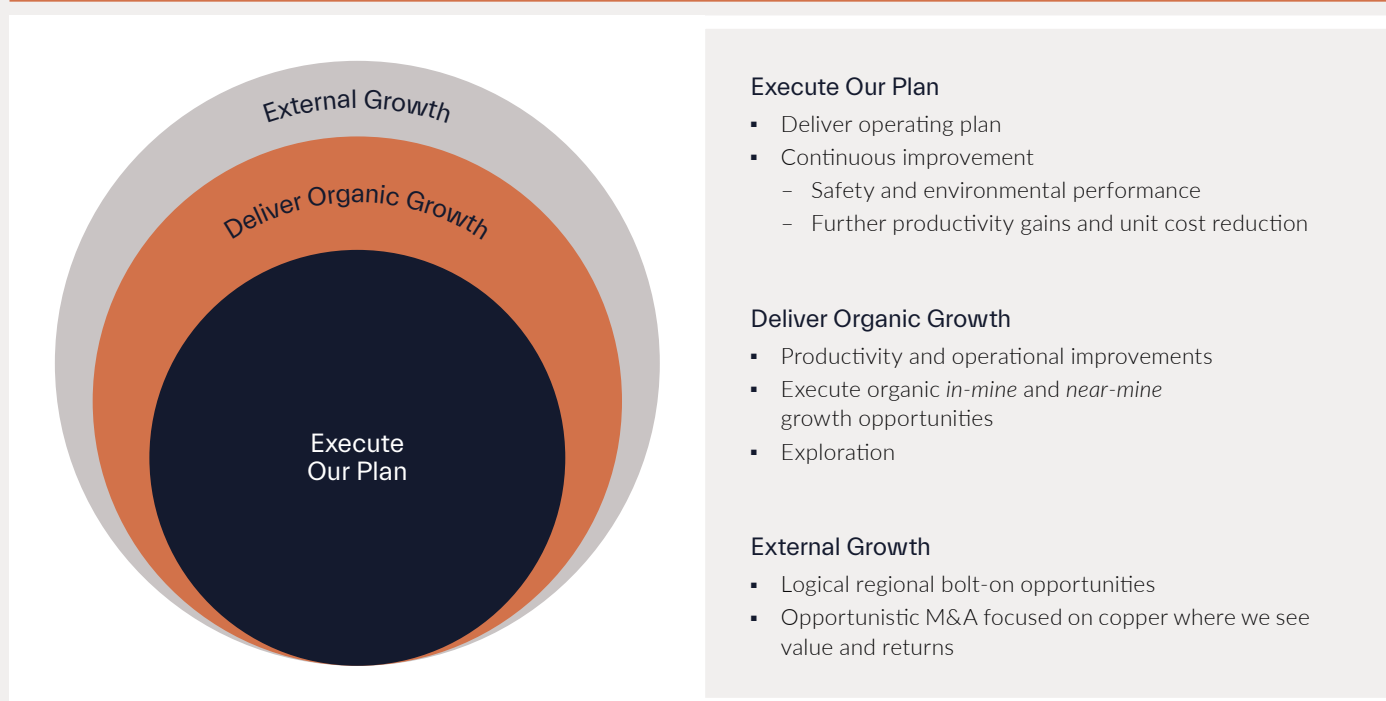 External Growth
Deliver Organic Growth
Execute
Our Plan
Execute Our Plan
▪ Deliver operating plan
▪ Continuous improvement
– Safety and environmental performance
– Further productivity gains and unit cost reduction
Deliver Organic Growth
▪ Productivity and operational improvements
▪ Execute organic in-mine and near-mine
growth opportunities
▪ Exploration
External Growth
▪ Logical regional bolt-on opportunities
▪ Opportunistic M&A focused on copper where we see
value and returns